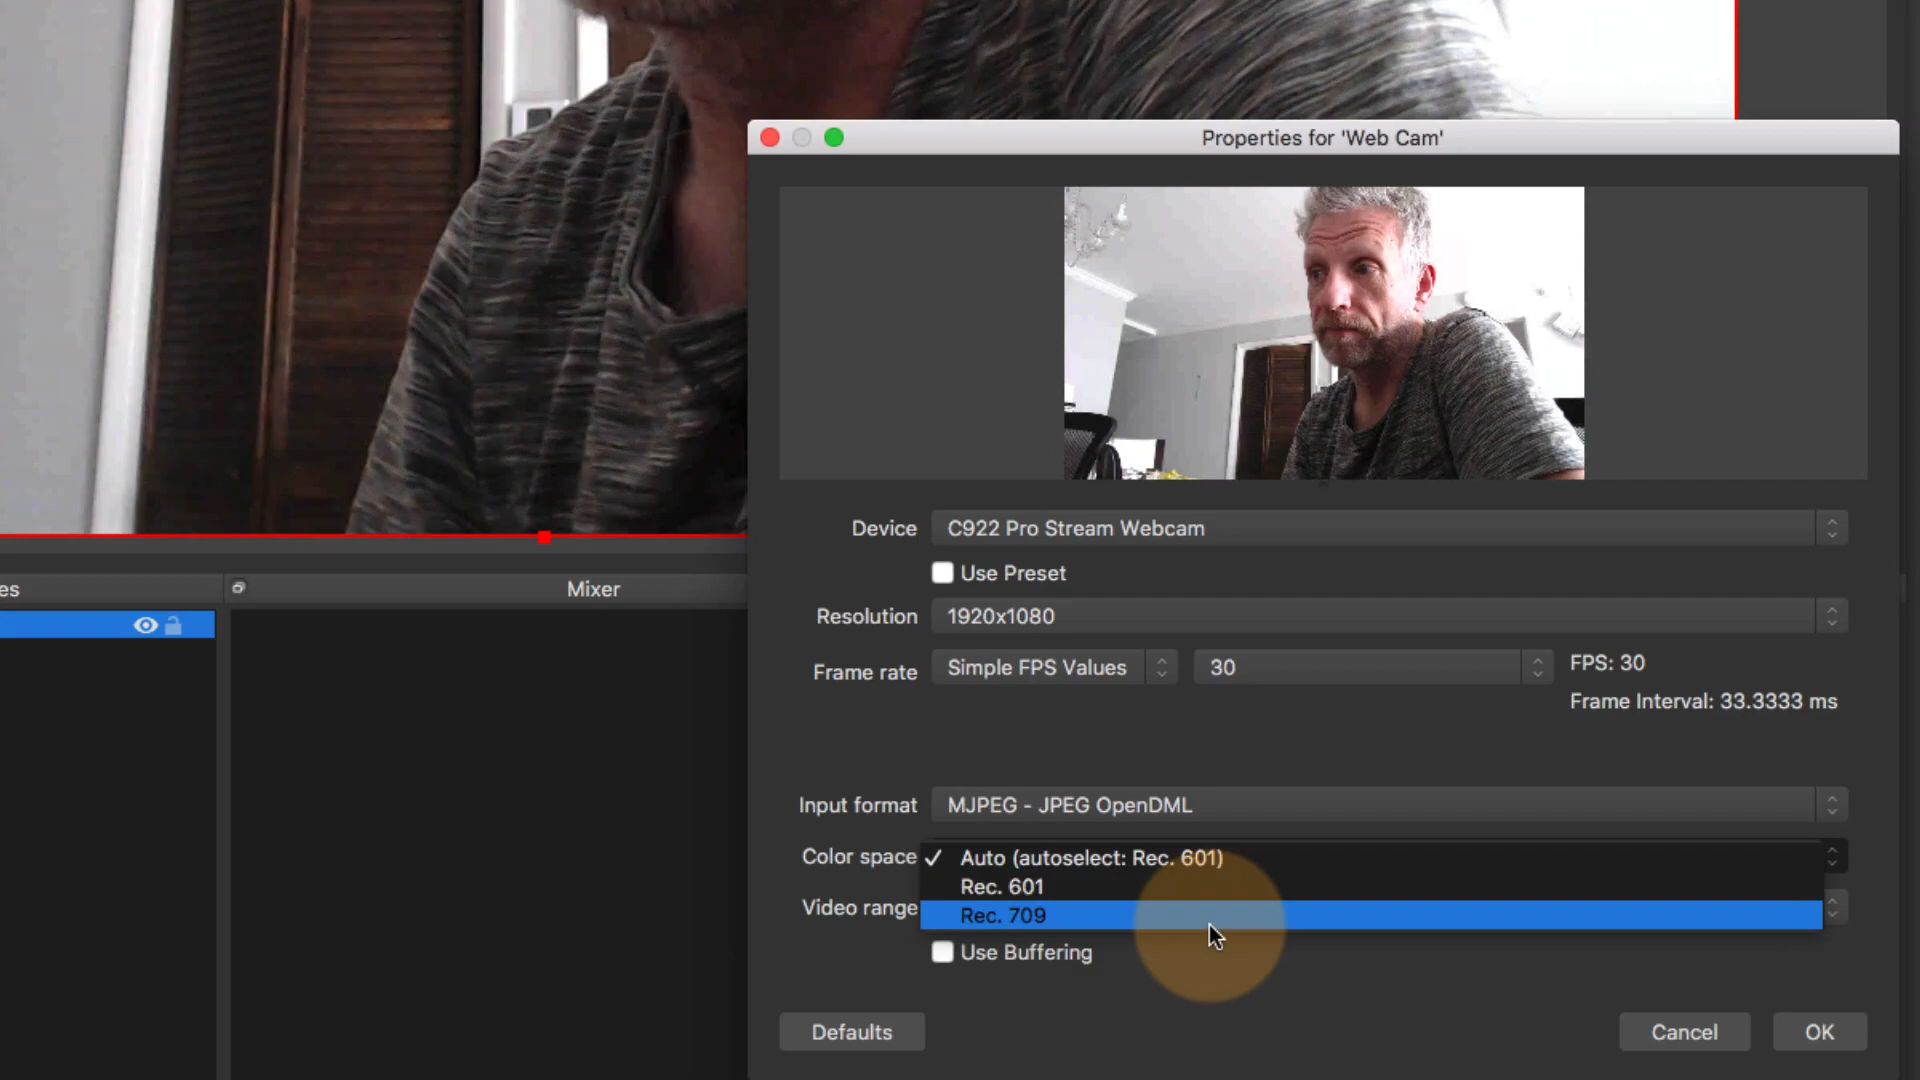 Properties for 'Web Cam'
Device C922 Pro Stream Webcam
Use Preset
Resolution 1920x1080
Frame rate Simple FPS Values 30 FPS: 30
Frame Interval: 33.3333 ms
Input format MJPEG - JPEG OpenDML
Color space ✓ Auto (autoselect: Rec. 601)
Rec. 601
Rec. 709
Video range
Use Buffering
Defaults Cancel OK
es Mixer